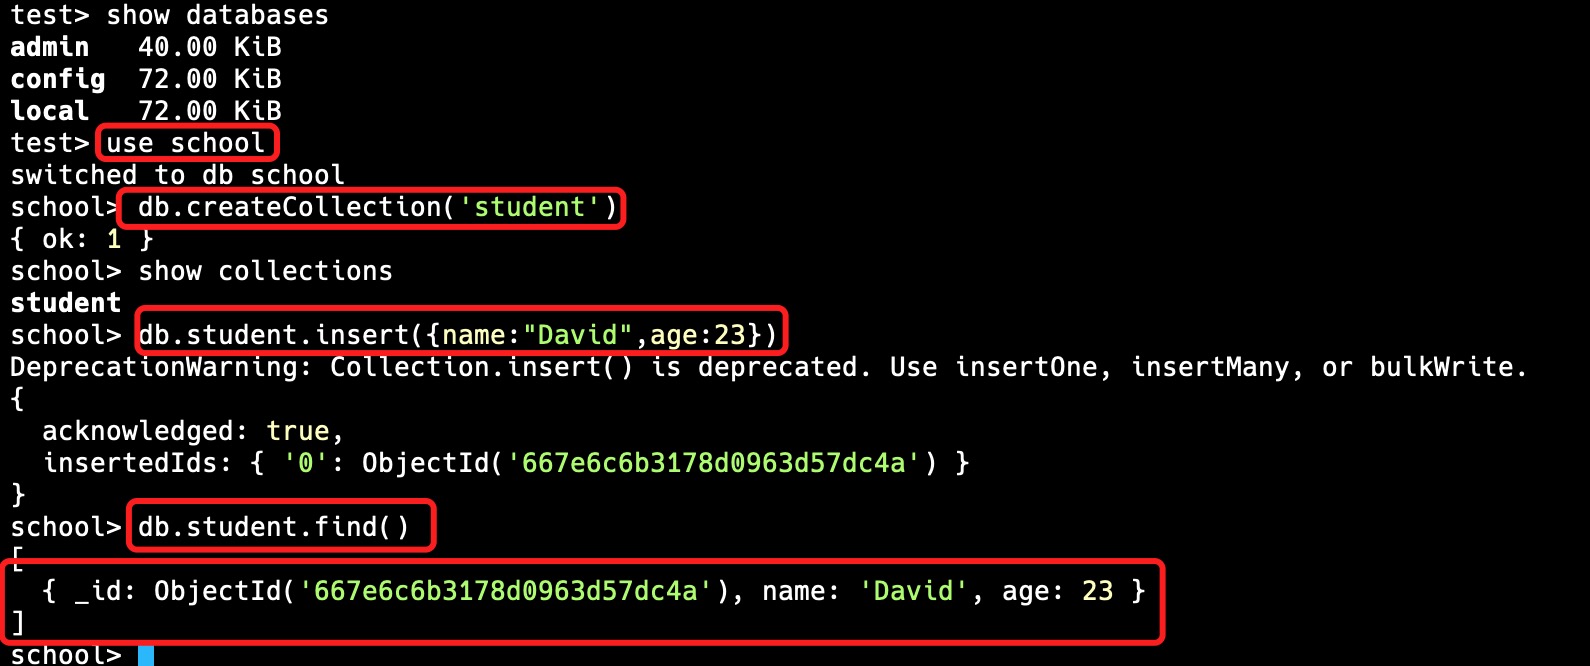 test> show databases
admin   40.00 KiB
config  72.00 KiB
local   72.00 KiB
test> use school
switched to db school
school> db.createCollection('student')
{ ok: 1 }
school> show collections
student
school> db.student.insert({name:"David",age:23})
DeprecationWarning: Collection.insert() is deprecated. Use insertOne, insertMany, or bulkWrite.
{
  acknowledged: true,
  insertedIds: { '0': ObjectId('667e6c6b3178d0963d57dc4a') }
}
school> db.student.find()
[
  { _id: ObjectId('667e6c6b3178d0963d57dc4a'), name: 'David', age: 23 }
]
school>